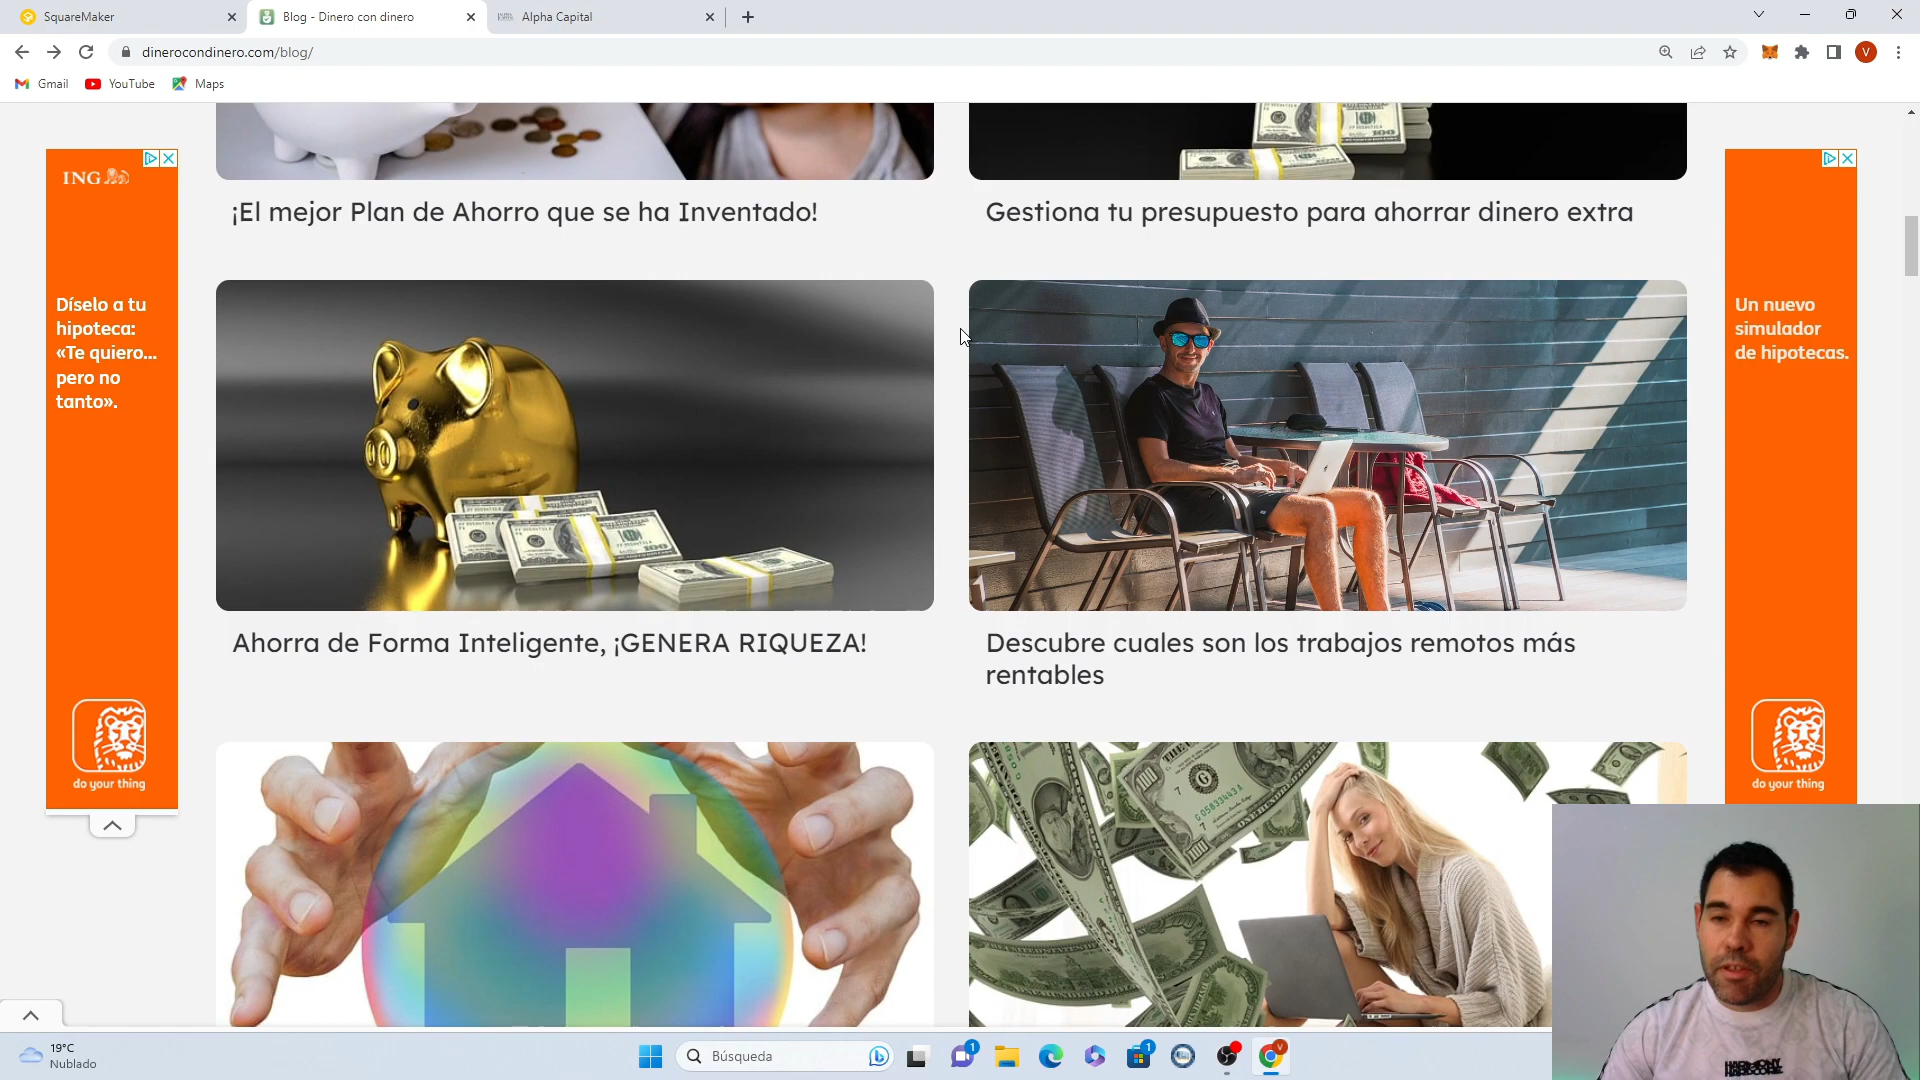 SquareMaker
Blog - Dinero con dinero
Alpha Capital
dinerocondinero.com/blog/
V
Gmail
YouTube
Maps
ING
Díselo a tu
hipoteca:
«Te quiero...
pero no
tanto».
do your thing
¡El mejor Plan de Ahorro que se ha Inventado!
Gestiona tu presupuesto para ahorrar dinero extra
Ahorra de Forma Inteligente, ¡GENERA RIQUEZA!
Descubre cuales son los trabajos remotos más
rentables
Un nuevo
simulador
de hipotecas.
do your thing
19°C
Nublado
Búsqueda
1
1
V